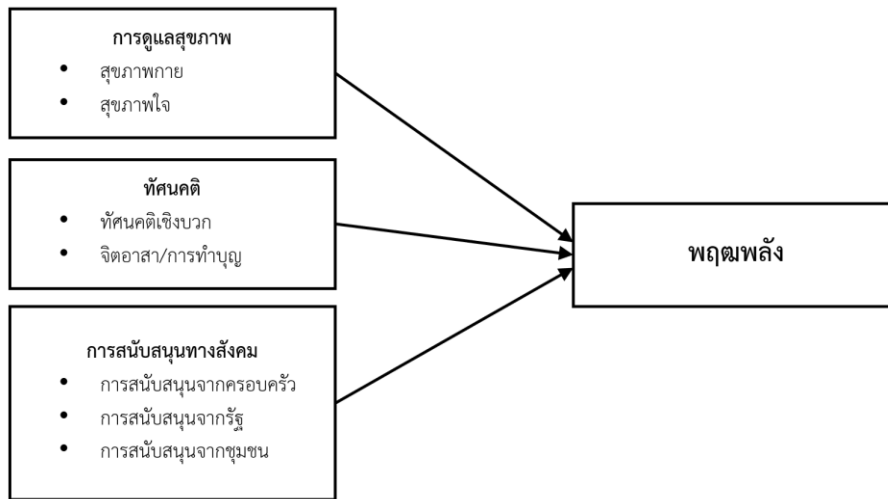 การดูแลสุขภาพ
• สุขภาพกาย
• สุขภาพใจ
ทัศนคติ
• ทัศนคติเชิงบวก
• จิตอาสา/การทำบุญ
การสนับสนุนทางสังคม
• การสนับสนุนจากครอบครัว
• การสนับสนุนจากรัฐ
• การสนับสนุนจากชุมชน
พฤฒพลัง